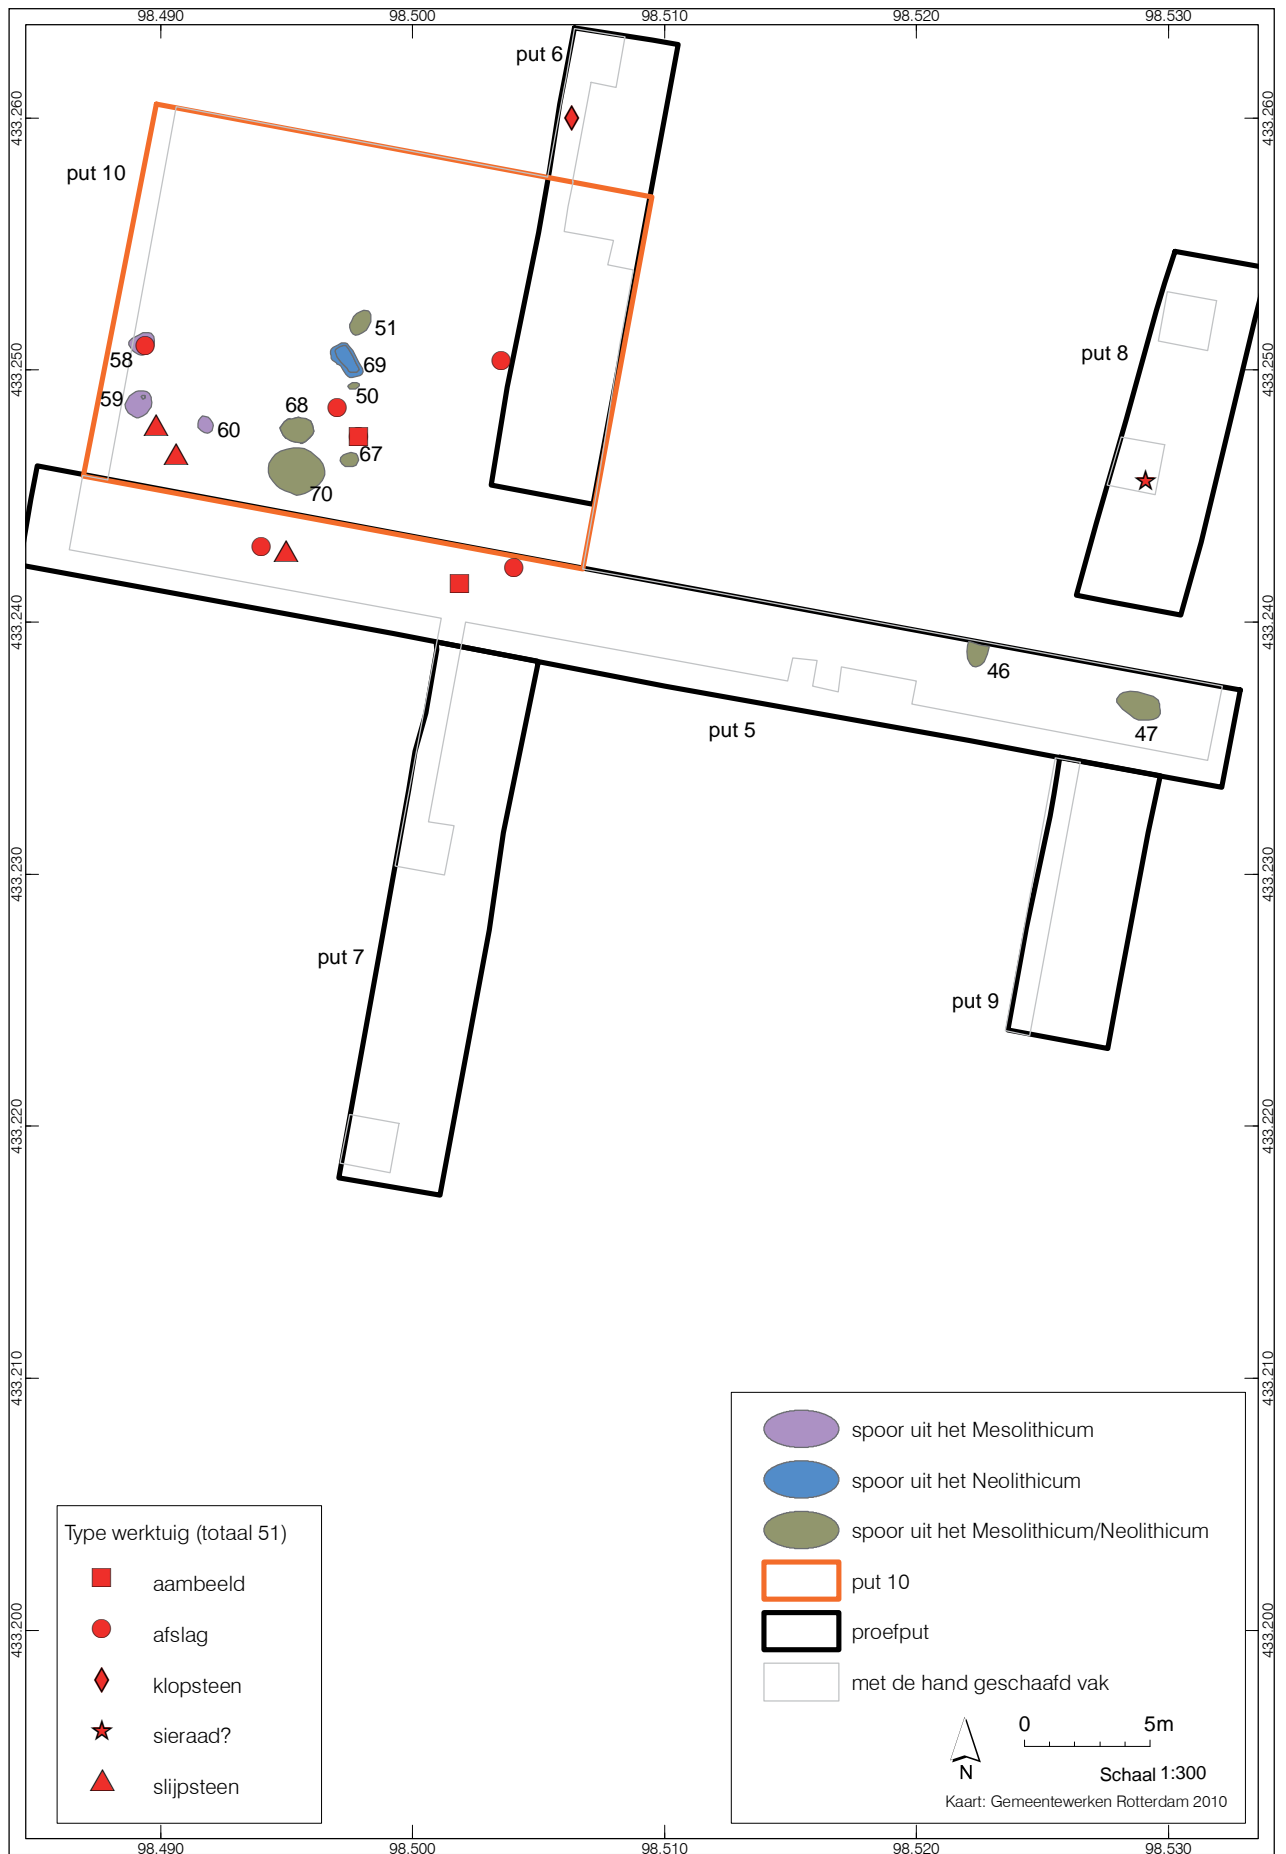 98.490 98.500 98.510 98.520 98.530
put 6
433.260 433.260
put 10
51
58
69
433.250 433.250
put 8
50
59
68
60
67
70
433.240 433.240
46
47
put 5
433.230 433.230
put 7
put 9
433.220 433.220
433.210 433.210
spoor uit het Mesolithicum
spoor uit het Neolithicum
spoor uit het Mesolithicum/Neolithicum
put 10
proefput
met de hand geschaafd vak
0 5m
N
Schaal 1:300
Kaart: Gemeentewerken Rotterdam 2010
433.200 433.200
Type werktuig (totaal 51)
aambeeld
afslag
klopsteen
sieraad?
slijpsteen
98.490 98.500 98.510 98.520 98.530